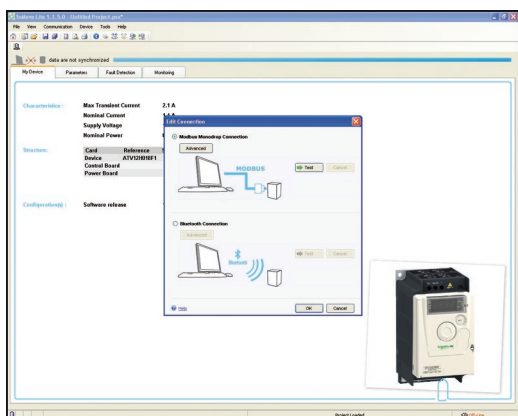 SoMove Lite 1.1.5.0 - Untitled Project.psx*
File View Communication Device Tools Help
data are not synchronized
My Device Parameters Fault Detection Monitoring
Characteristics : Max Transient Current 2.1 A
Nominal Current
Supply Voltage
Nominal Power
Structure: Card Reference
Device ATV12H018F1
Control Board
Power Board
Configuration(s) : Software release
Edit Connection
Modbus Monodrop Connection
Advanced
MODBUS
Test Cancel
Bluetooth Connection
Advanced
Bluetooth
Test Cancel
Help OK Cancel
Project Loaded